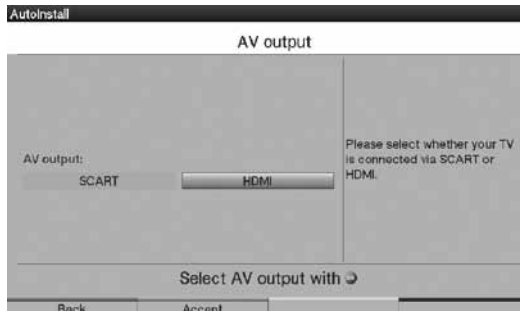 AutoInstall
AV output
Please select whether your TV
is connected via SCART or
HDMI.
AV output:
SCART
HDMI
Select AV output with
Back
Accept